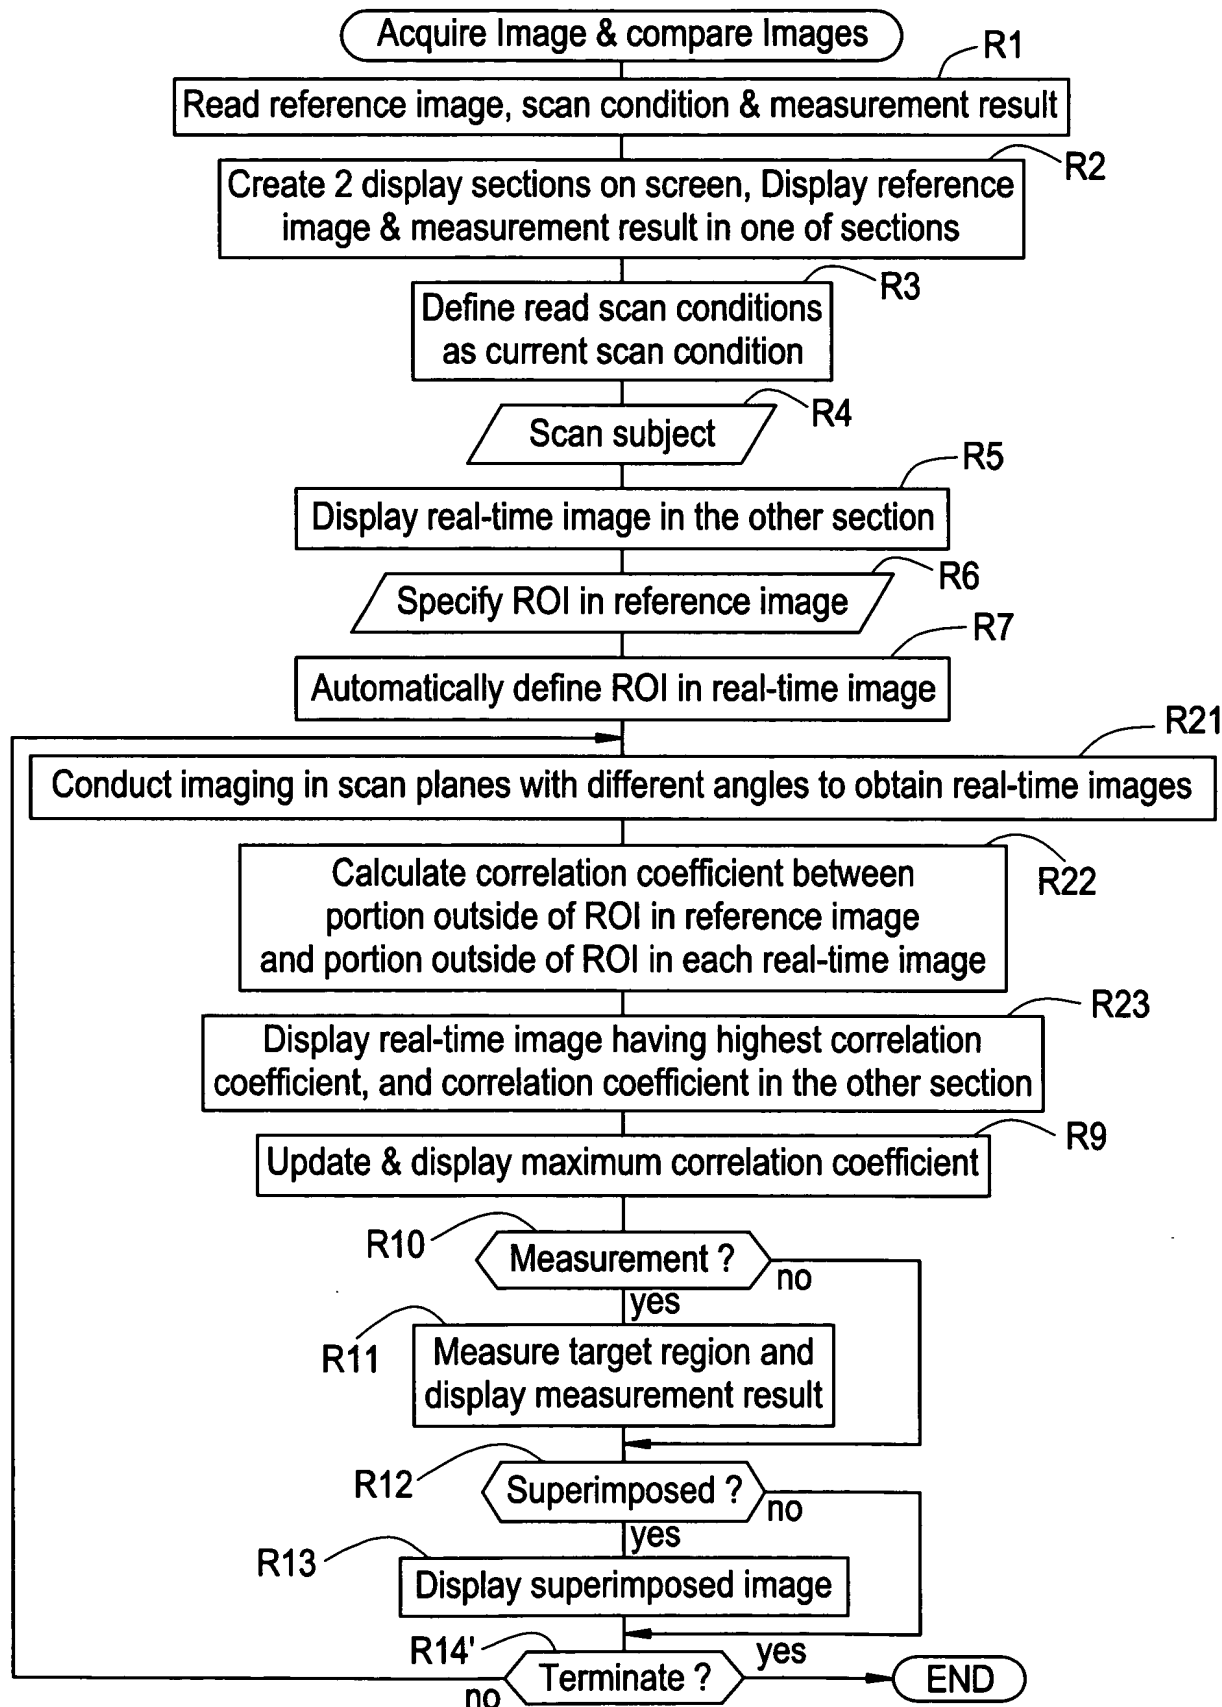 Acquire Image & compare Images
R1
Read reference image, scan condition & measurement result
R2
Create 2 display sections on screen, Display reference
image & measurement result in one of sections
R3
Define read scan conditions
as current scan condition
R4
Scan subject
R5
Display real-time image in the other section
R6
Specify ROI in reference image
R7
Automatically define ROI in real-time image
R21
Conduct imaging in scan planes with different angles to obtain real-time images
R22
Calculate correlation coefficient between
portion outside of ROI in reference image
and portion outside of ROI in each real-time image
R23
Display real-time image having highest correlation
coefficient, and correlation coefficient in the other section
R9
Update & display maximum correlation coefficient
R10
Measurement ?
no
yes
R11
Measure target region and
display measurement result
R12
Superimposed ?
no
yes
R13
Display superimposed image
R14'
Terminate ?
yes
END
no